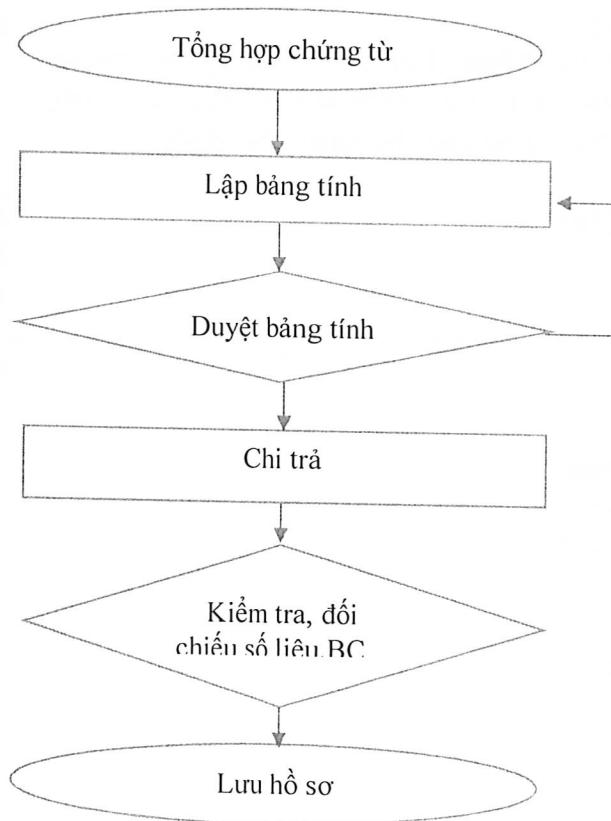 Tổng hợp chứng từ
Lập bảng tính
Duyệt bảng tính
Chi trả
Kiểm tra, đối
chiếu số liệu,BC
Lưu hồ sơ